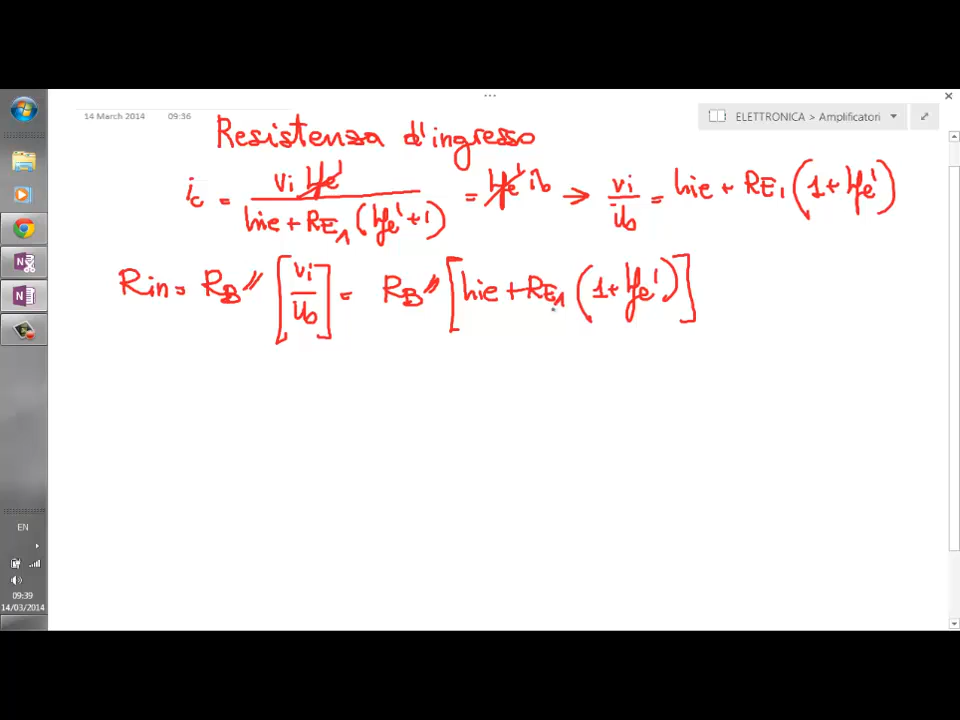 14 March 2014 09:36
ELETTRONICA > Amplificatori
Resistenza d'ingresso
ic = vi hfe' / hie + RE1 (hfe' + 1) = hfe' ib → vi / ib = hie + RE1 (1 + hfe')
Rin = RB // [vi / ib] = RB // [hie + RE1 (1 + hfe')]
EN
09:39
14/03/2014